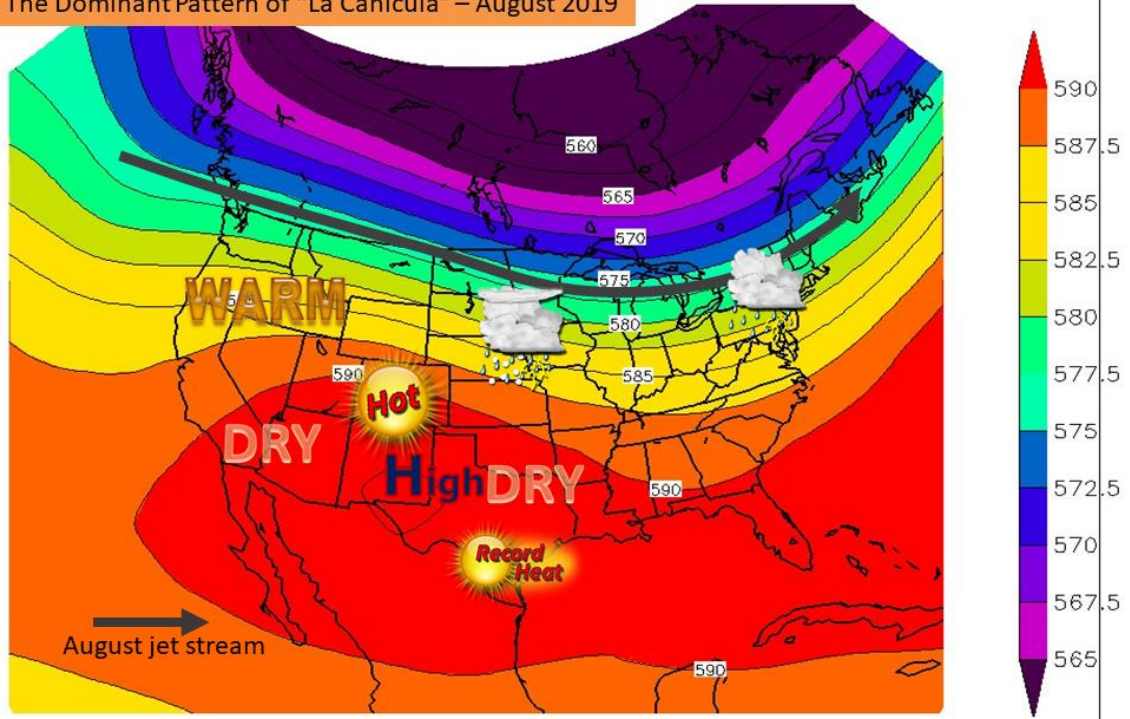 The Dominant Pattern of "La Canicula" – August 2019
560
565
570
575
580
585
590
590
590
WARM
Hot
DRY
High
DRY
Record
Heat
August jet stream
590
587.5
585
582.5
580
577.5
575
572.5
570
567.5
565